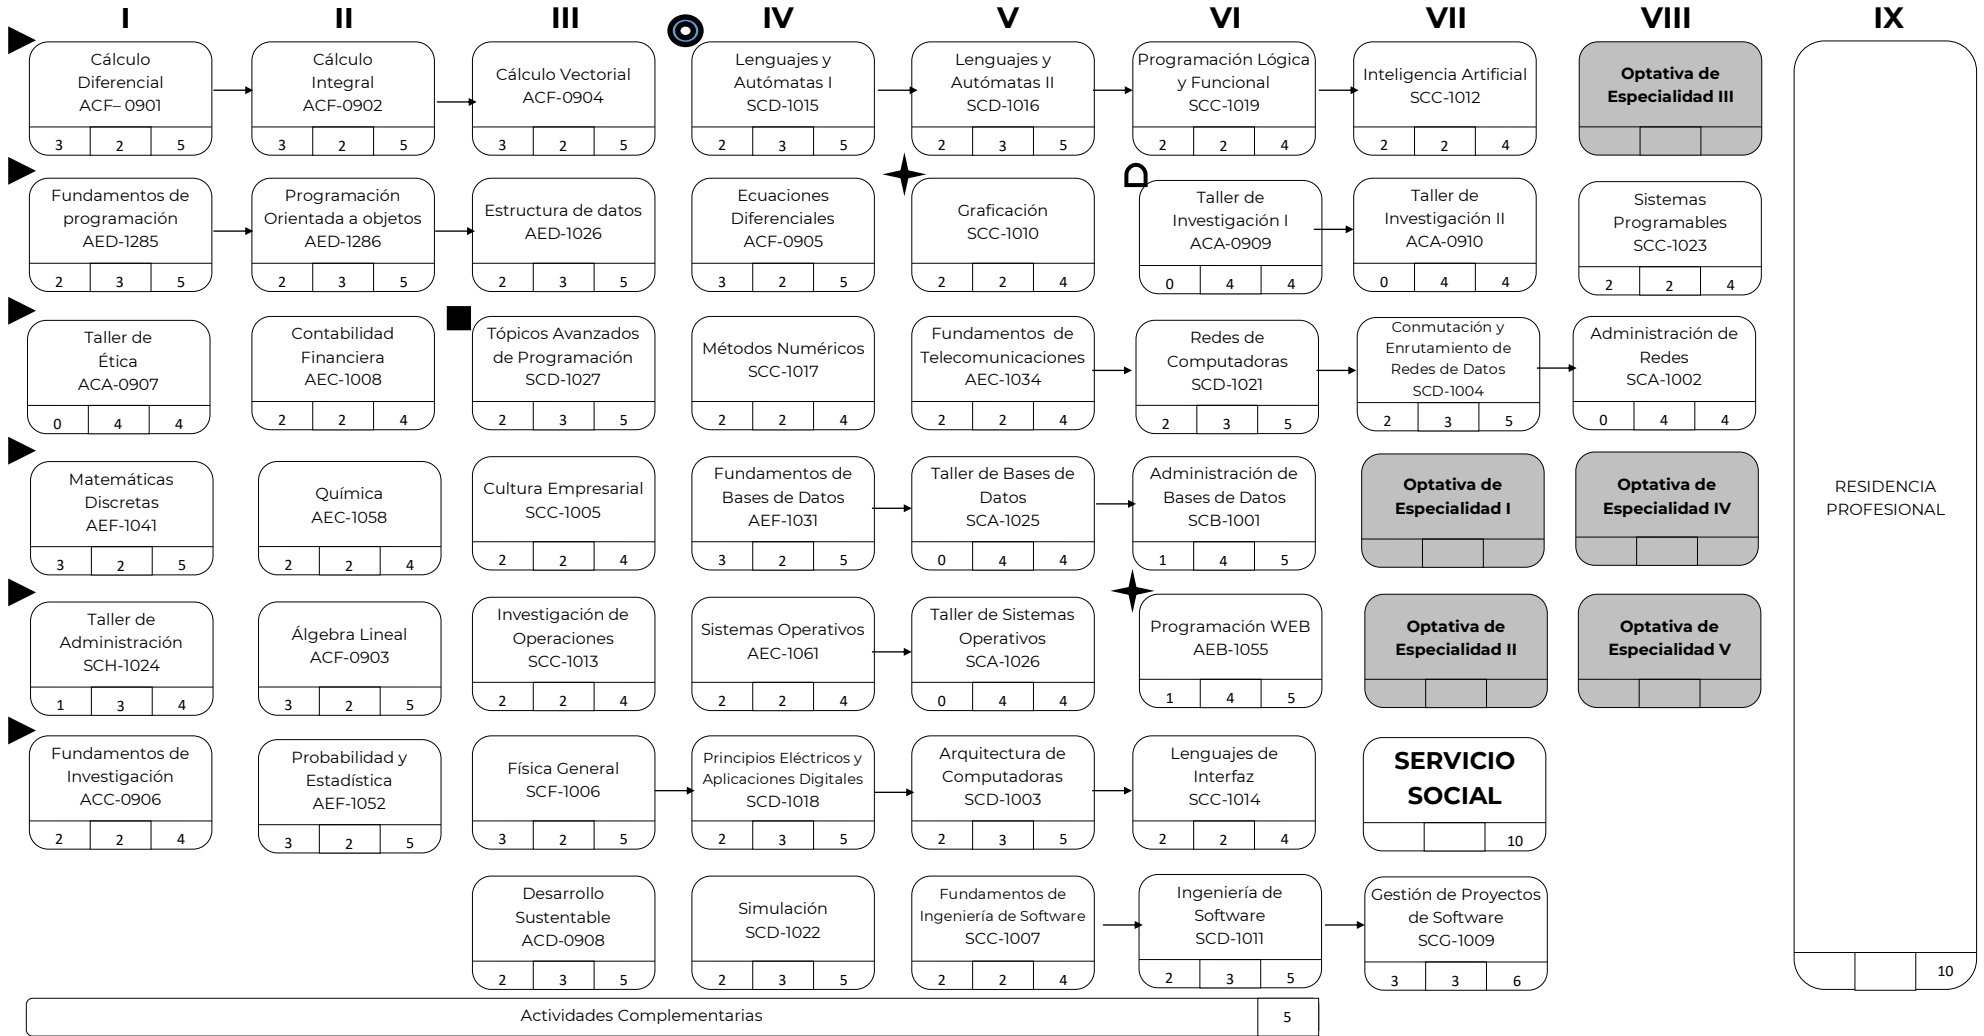 I II III IV V VI VII VIII IX
Cálculo
Diferencial
ACF– 0901
3 2 5
Cálculo
Integral
ACF-0902
3 2 5
Cálculo Vectorial
ACF-0904
3 2 5
Lenguajes y
Autómatas I
SCD-1015
2 3 5
Lenguajes y
Autómatas II
SCD-1016
2 3 5
Programación Lógica
y Funcional
SCC-1019
2 2 4
Inteligencia Artificial
SCC-1012
2 2 4
Optativa de
Especialidad III
Fundamentos de
programación
AED-1285
2 3 5
Programación
Orientada a objetos
AED-1286
2 3 5
Estructura de datos
AED-1026
2 3 5
Ecuaciones
Diferenciales
ACF-0905
3 2 5
Graficación
SCC-1010
2 2 4
D
Taller de
Investigación I
ACA-0909
0 4 4
Taller de
Investigación II
ACA-0910
0 4 4
Sistemas
Programables
SCC-1023
2 2 4
Taller de
Ética
ACA-0907
0 4 4
Contabilidad
Financiera
AEC-1008
2 2 4
Tópicos Avanzados
de Programación
SCD-1027
2 3 5
Métodos Numéricos
SCC-1017
2 2 4
Fundamentos de
Telecomunicaciones
AEC-1034
2 2 4
Redes de
Computadoras
SCD-1021
2 3 5
Conmutación y
Enrutamiento de
Redes de Datos
SCD-1004
2 3 5
Administración de
Redes
SCA-1002
0 4 4
Matemáticas
Discretas
AEF-1041
3 2 5
Química
AEC-1058
2 2 4
Cultura Empresarial
SCC-1005
2 2 4
Fundamentos de
Bases de Datos
AEF-1031
3 2 5
Taller de Bases de
Datos
SCA-1025
0 4 4
Administración de
Bases de Datos
SCB-1001
1 4 5
Optativa de
Especialidad I
Optativa de
Especialidad IV
RESIDENCIA
PROFESIONAL
Taller de
Administración
SCH-1024
1 3 4
Álgebra Lineal
ACF-0903
3 2 5
Investigación de
Operaciones
SCC-1013
2 2 4
Sistemas Operativos
AEC-1061
2 2 4
Taller de Sistemas
Operativos
SCA-1026
0 4 4
Programación WEB
AEB-1055
1 4 5
Optativa de
Especialidad II
Optativa de
Especialidad V
Fundamentos de
Investigación
ACC-0906
2 2 4
Probabilidad y
Estadística
AEF-1052
3 2 5
Física General
SCF-1006
3 2 5
Principios Eléctricos y
Aplicaciones Digitales
SCD-1018
2 3 5
Arquitectura de
Computadoras
SCD-1003
2 3 5
Lenguajes de
Interfaz
SCC-1014
2 2 4
SERVICIO
SOCIAL
10
Desarrollo
Sustentable
ACD-0908
2 3 5
Simulación
SCD-1022
2 3 5
Fundamentos de
Ingeniería de Software
SCC-1007
2 2 4
Ingeniería de
Software
SCD-1011
2 3 5
Gestión de Proyectos
de Software
SCG-1009
3 3 6
10
Actividades Complementarias 5